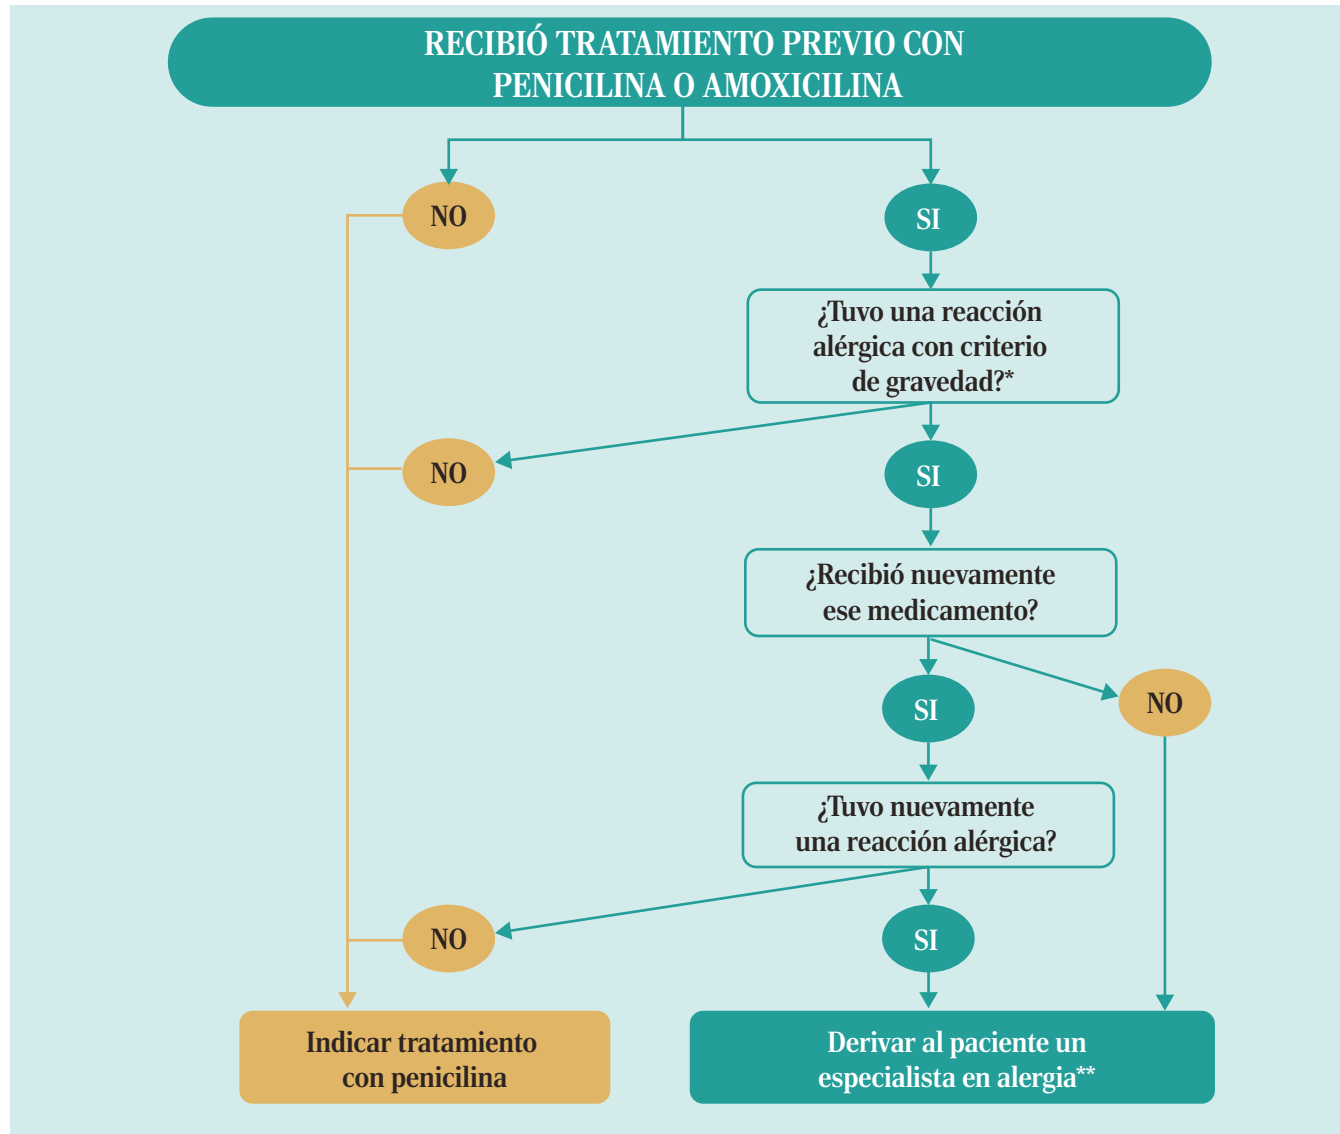 RECIBIÓ TRATAMIENTO PREVIO CON
PENICILINA O AMOXICILINA
NO
SI
¿Tuvo una reacción
alérgica con criterio
de gravedad?*
NO
SI
¿Recibió nuevamente
ese medicamento?
SI
NO
¿Tuvo nuevamente
una reacción alérgica?
NO
SI
Indicar tratamiento
con penicilina
Derivar al paciente un
especialista en alergia**